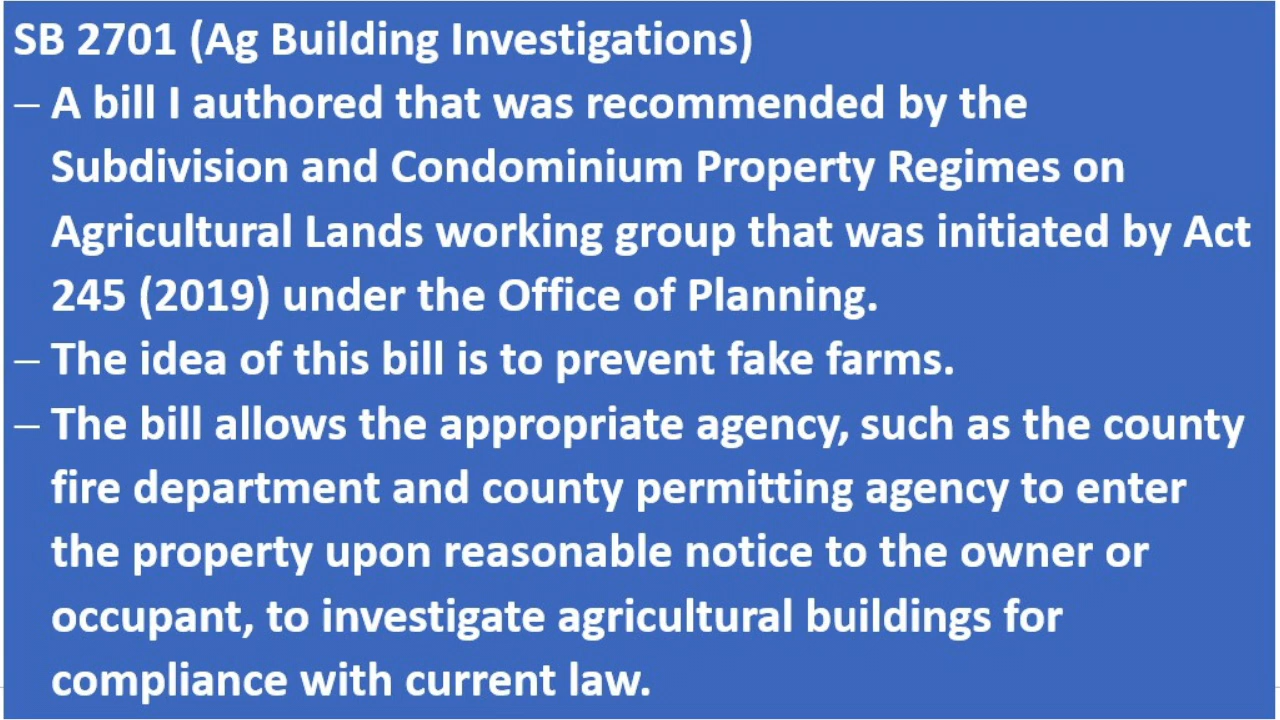 SB 2701 (Ag Building Investigations)
– A bill I authored that was recommended by the
Subdivision and Condominium Property Regimes on
Agricultural Lands working group that was initiated by Act
245 (2019) under the Office of Planning.
– The idea of this bill is to prevent fake farms.
– The bill allows the appropriate agency, such as the county
fire department and county permitting agency to enter
the property upon reasonable notice to the owner or
occupant, to investigate agricultural buildings for
compliance with current law.